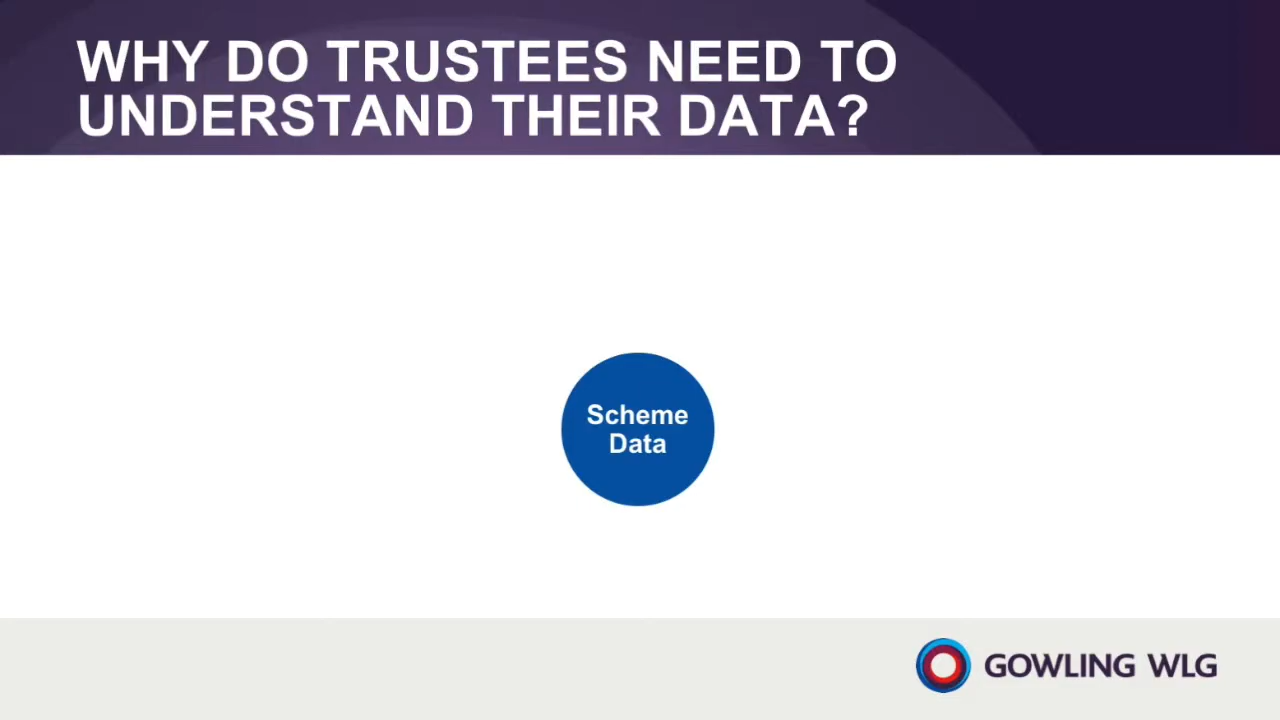 WHY DO TRUSTEES NEED TO
UNDERSTAND THEIR DATA?
Scheme
Data
GOWLING WLG